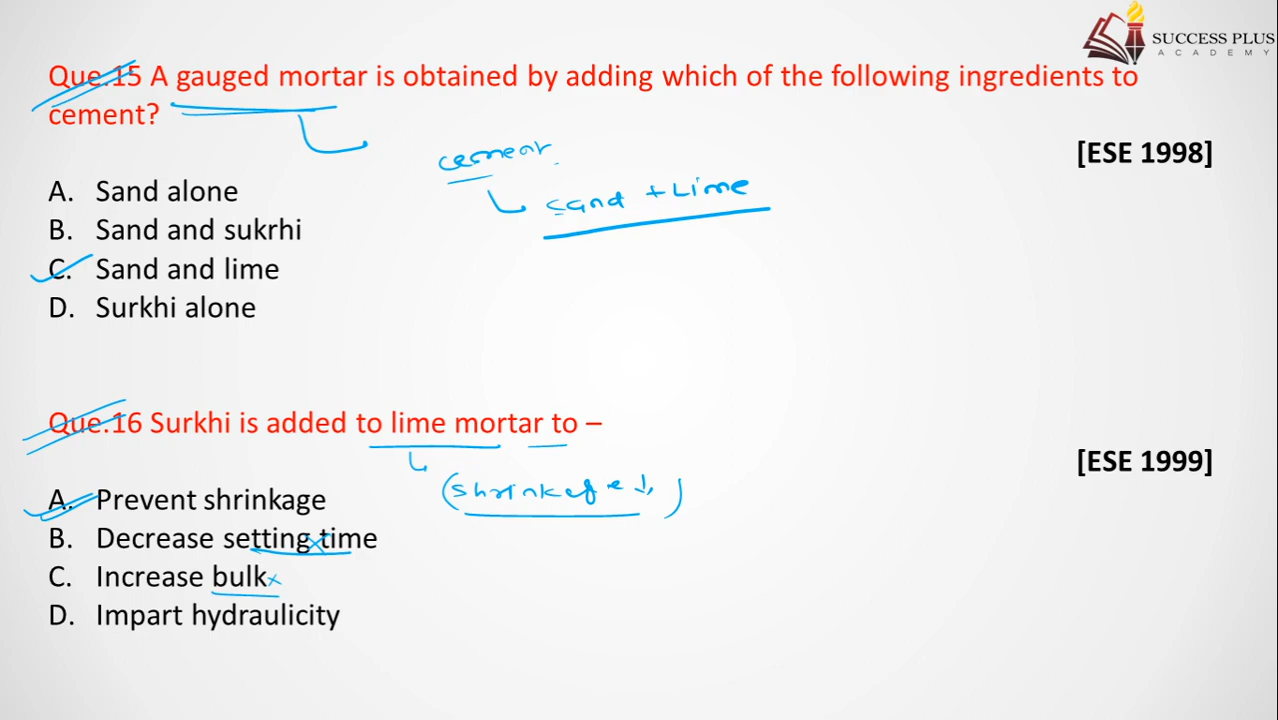 SUCCESS PLUS
ACADEMY
Que.15 A gauged mortar is obtained by adding which of the following ingredients to
cement?
[ESE 1998]
cement
sand + Lime
A. Sand alone
B. Sand and sukrhi
C. Sand and lime
D. Surkhi alone
Que.16 Surkhi is added to lime mortar to –
[ESE 1999]
(shrinkage ↓)
A. Prevent shrinkage
B. Decrease setting time
C. Increase bulk
D. Impart hydraulicity